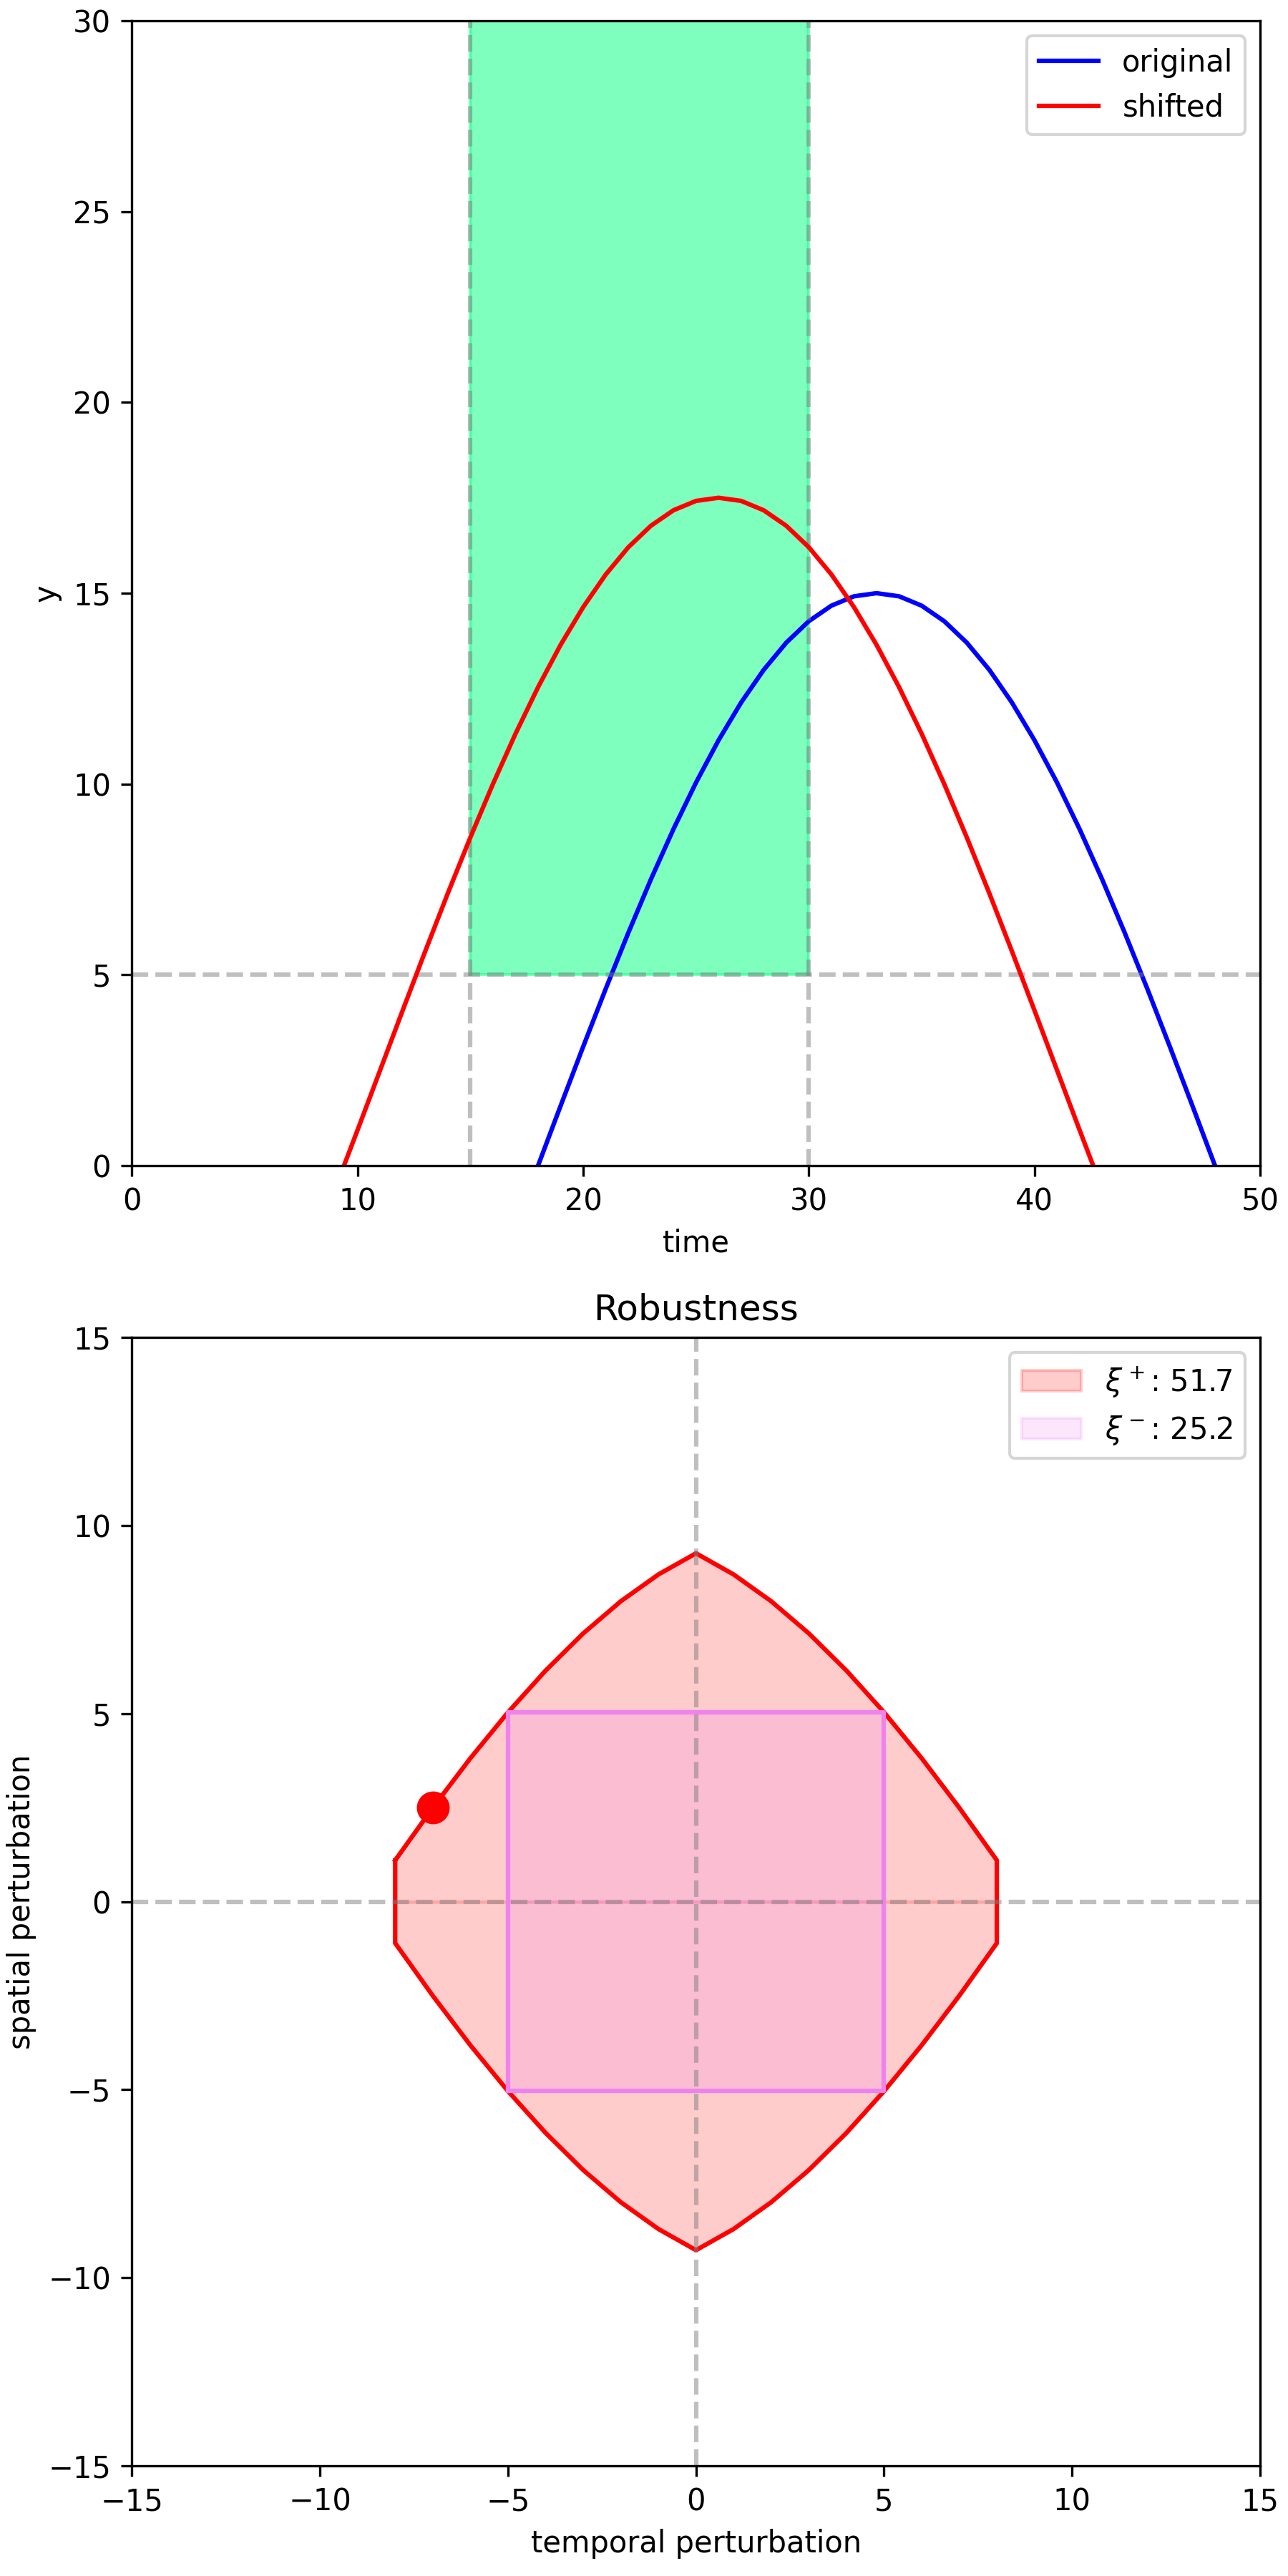 30
25
20
15
10
5
0
y
0 10 20 30 40 50
time
original
shifted
Robustness
15
10
5
0
−5
−10
−15
spatial perturbation
−15 −10 −5 0 5 10 15
temporal perturbation
ξ⁺: 51.7
ξ⁻: 25.2